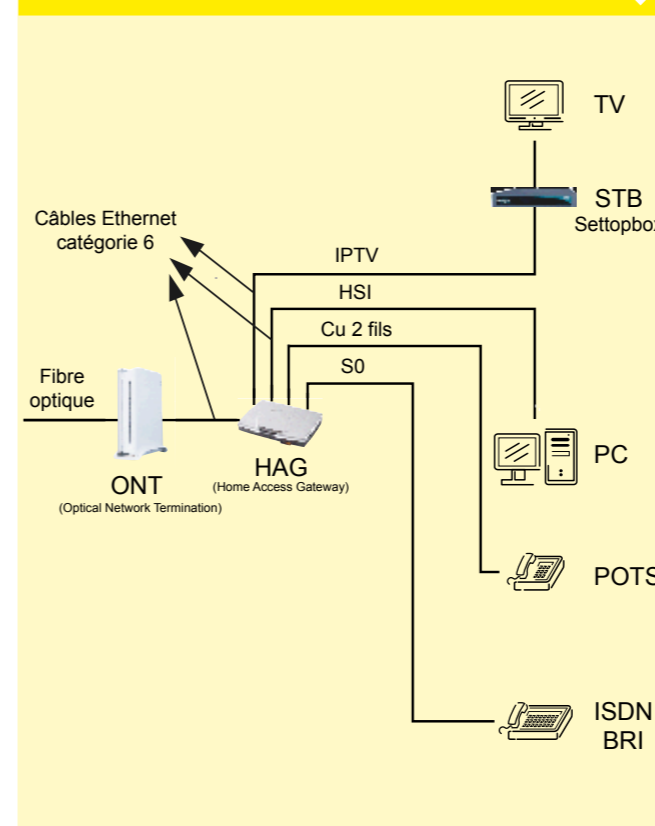 TV
STB
Settopbox
Câbles Ethernet
catégorie 6
IPTV
HSI
Cu 2 fils
S0
Fibre
optique
HAG
(Home Access Gateway)
ONT
(Optical Network Termination)
PC
POTS
ISDN
BRI